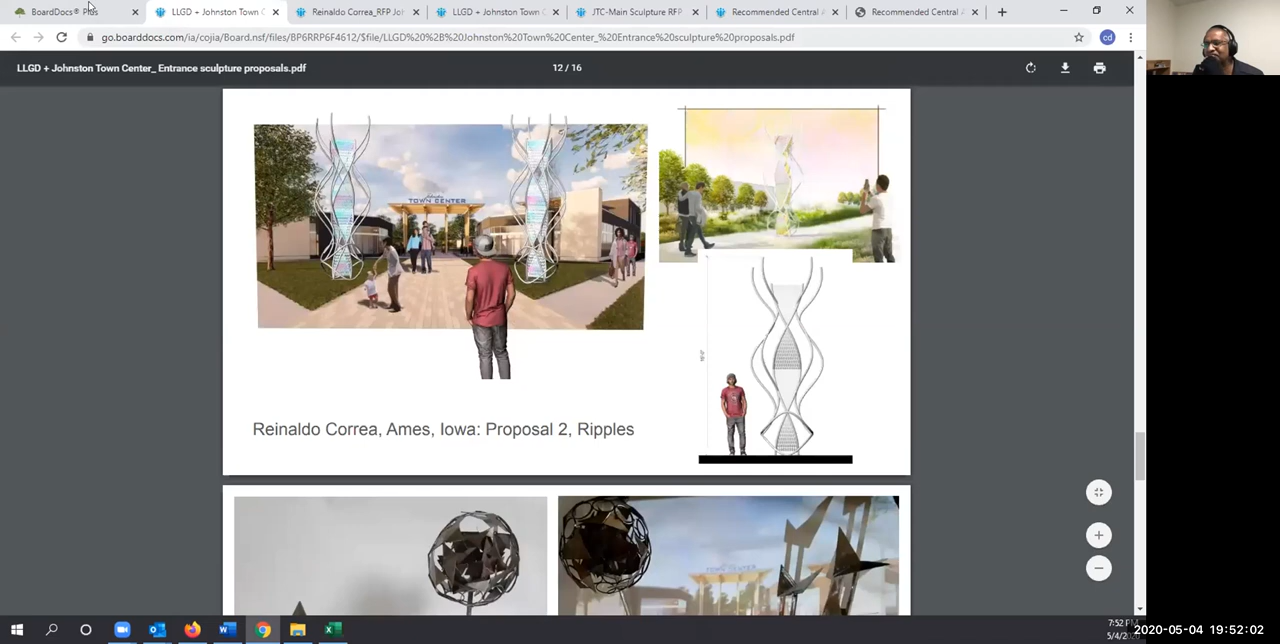 BoardDocs® Plus
LLGD + Johnston Town C
Reinaldo Correa_RFP Jo
LLGD + Johnston Town C
JTC-Main Sculpture RFP
Recommended Central A
Recommended Central A
go.boarddocs.com/ia/cojia/Board.nsf/files/BP6RRP6F4612/$file/LLGD%20%2B%20Johnston%20Town%20Center_%20Entrance%20sculpture%20proposals.pdf
cd
LLGD + Johnston Town Center_ Entrance sculpture proposals.pdf
12 / 16
TOWN CENTER
Reinaldo Correa, Ames, Iowa: Proposal 2, Ripples
TOWN CENTER
7:52 PM
5/4/2020
2020-05-04 19:52:02